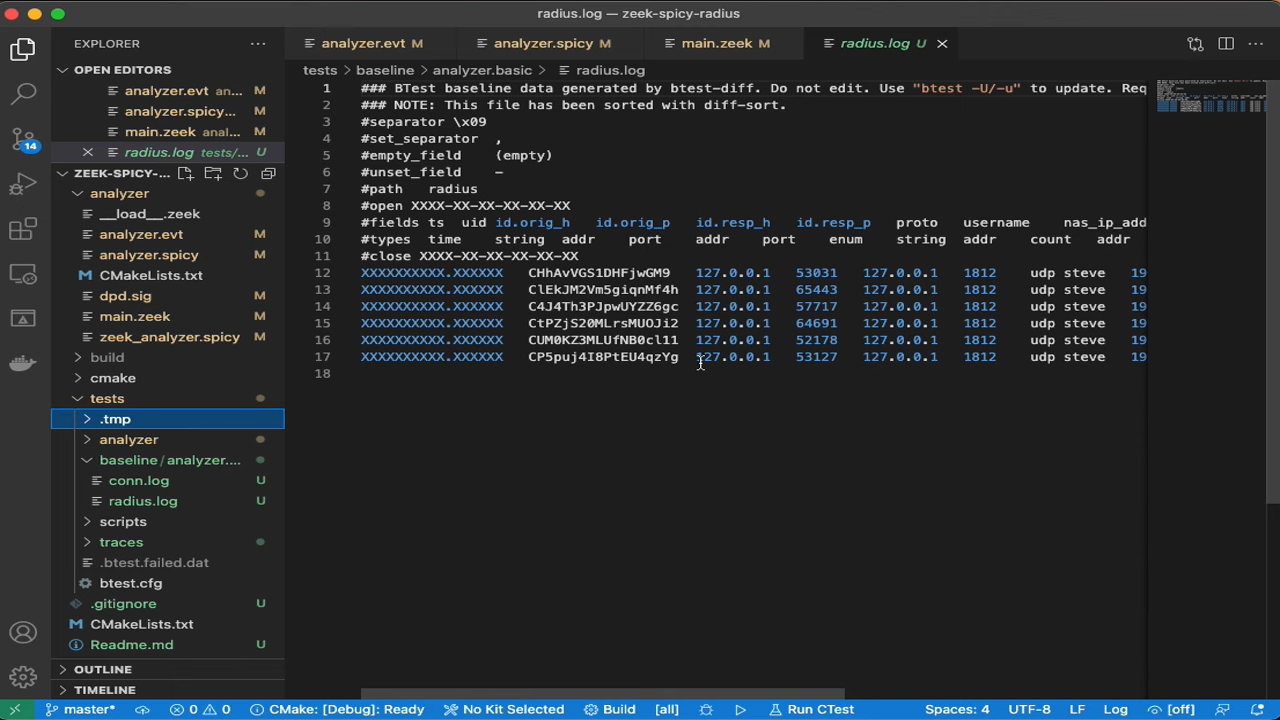 radius.log — zeek-spicy-radius
EXPLORER
analyzer.evt M
analyzer.spicy M
main.zeek M
radius.log U
OPEN EDITORS
analyzer.evt an... M
analyzer.spicy... M
main.zeek anal... M
radius.log tests/... U
ZEEK-SPICY-...
analyzer
__load__.zeek
analyzer.evt M
analyzer.spicy M
CMakeLists.txt
dpd.sig M
main.zeek M
zeek_analyzer.spicy M
build
cmake
tests
.tmp
analyzer
baseline/analyzer....
conn.log U
radius.log U
scripts
traces
.btest.failed.dat
btest.cfg
.gitignore U
CMakeLists.txt
Readme.md U
OUTLINE
TIMELINE
14
tests > baseline > analyzer.basic > radius.log
1 ### BTest baseline data generated by btest-diff. Do not edit. Use "btest -U/-u" to update. Req
2 ### NOTE: This file has been sorted with diff-sort.
3 #separator \x09
4 #set_separator ,
5 #empty_field (empty)
6 #unset_field -
7 #path radius
8 #open XXXX-XX-XX-XX-XX-XX
9 #fields ts uid id.orig_h id.orig_p id.resp_h id.resp_p proto username nas_ip_add
10 #types time string addr port addr port enum string addr count addr
11 #close XXXX-XX-XX-XX-XX-XX
12 XXXXXXXXXX.XXXXXX CHhAvVGS1DHFjwGM9 127.0.0.1 53031 127.0.0.1 1812 udp steve 19
13 XXXXXXXXXX.XXXXXX ClEkJM2Vm5giqnMf4h 127.0.0.1 65443 127.0.0.1 1812 udp steve 19
14 XXXXXXXXXX.XXXXXX C4J4Th3PJpwUYZZ6gc 127.0.0.1 57717 127.0.0.1 1812 udp steve 19
15 XXXXXXXXXX.XXXXXX CtPZjS20MLrsMUOJi2 127.0.0.1 64691 127.0.0.1 1812 udp steve 19
16 XXXXXXXXXX.XXXXXX CUM0KZ3MLUfNB0cl11 127.0.0.1 52178 127.0.0.1 1812 udp steve 19
17 XXXXXXXXXX.XXXXXX CP5puj4I8PtEU4qzYg 127.0.0.1 53127 127.0.0.1 1812 udp steve 19
18
master* 0 0 CMake: [Debug]: Ready No Kit Selected Build [all] Run CTest Spaces: 4 UTF-8 LF Log [off]